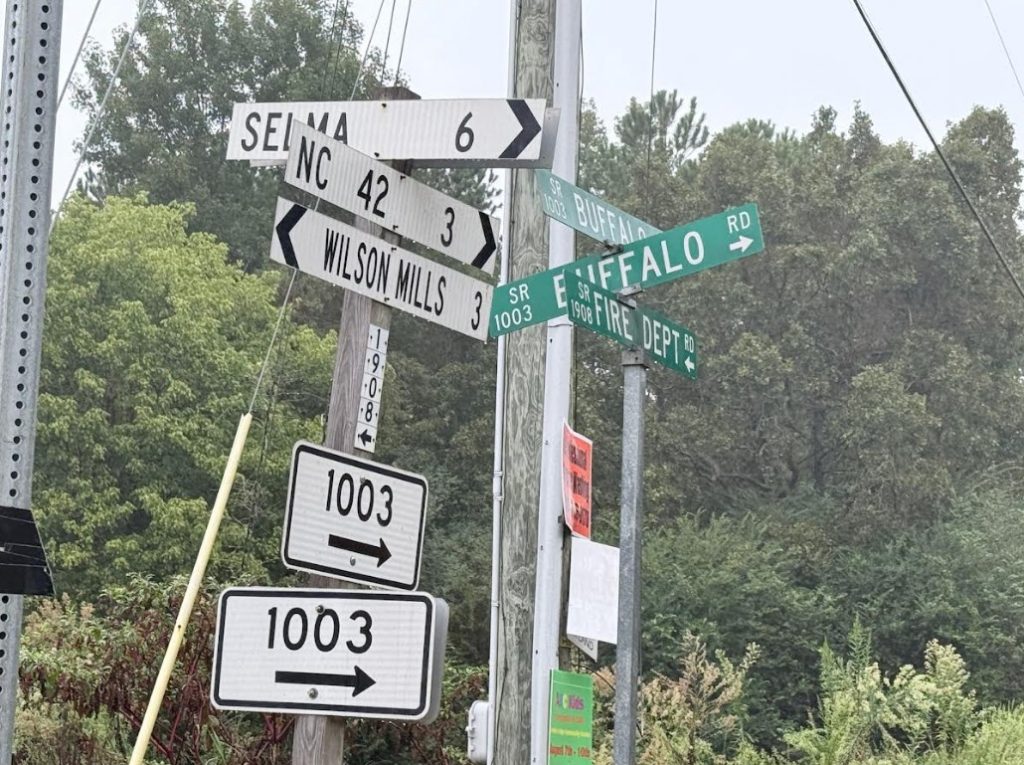 SELMA 6
NC 42 3
WILSON MILLS 3
1908
1003
1003
SR 1003 BUFFALO
SR 1003 BUFFALO RD
SR 1908 FIRE DEPT RD